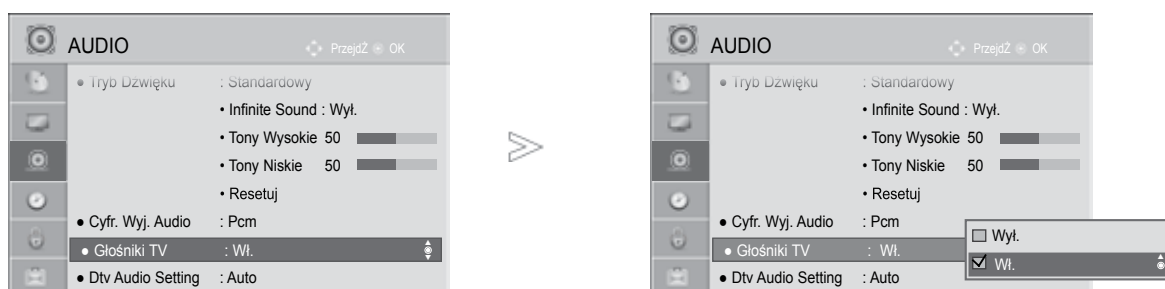 AUDIO
PrzejdŹ OK
• Tryb Dźwięku : Standardowy
• Infinite Sound : Wył.
• Tony Wysokie 50
• Tony Niskie 50
• Resetuj
● Cyfr. Wyj. Audio : Pcm
● Głośniki TV : Wł.
● Dtv Audio Setting : Auto
AUDIO
PrzejdŹ OK
• Tryb Dźwięku : Standardowy
• Infinite Sound : Wył.
• Tony Wysokie 50
• Tony Niskie 50
• Resetuj
● Cyfr. Wyj. Audio : Pcm
● Głośniki TV : Wł.
● Dtv Audio Setting : Auto
Wył.
Wł.